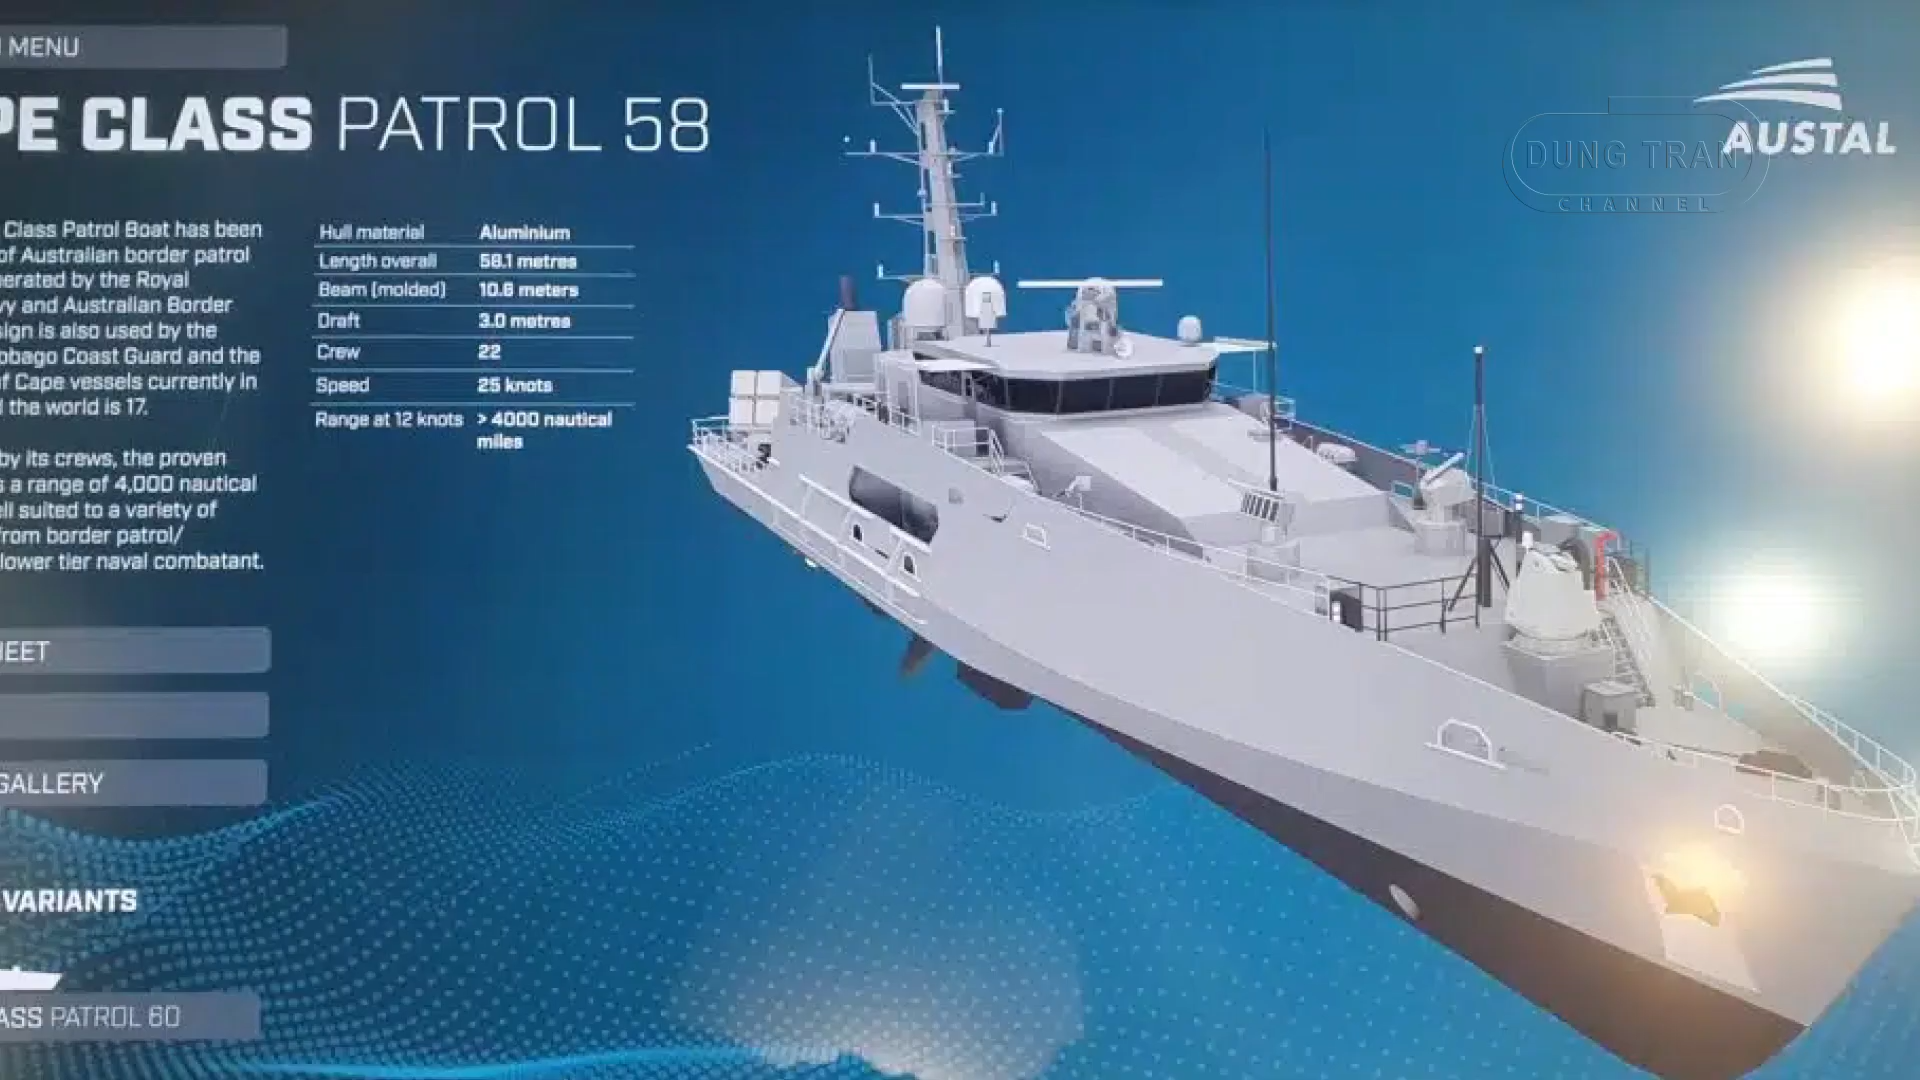 MENU
PE CLASS PATROL 58
AUSTAL
DUNG TRAN
CHANNEL
Class Patrol Boat has been
of Australian border patrol
erated by the Royal
vy and Australian Border
sign is also used by the
obago Coast Guard and the
of Cape vessels currently in
the world is 17.
by its crews, the proven
s a range of 4,000 nautical
ell suited to a variety of
from border patrol/
lower tier naval combatant.
Hull material Aluminium
Length overall 58.1 metres
Beam (molded) 10.6 meters
Draft 3.0 metres
Crew 22
Speed 25 knots
Range at 12 knots > 4000 nautical
miles
HEET
GALLERY
VARIANTS
ASS PATROL 60